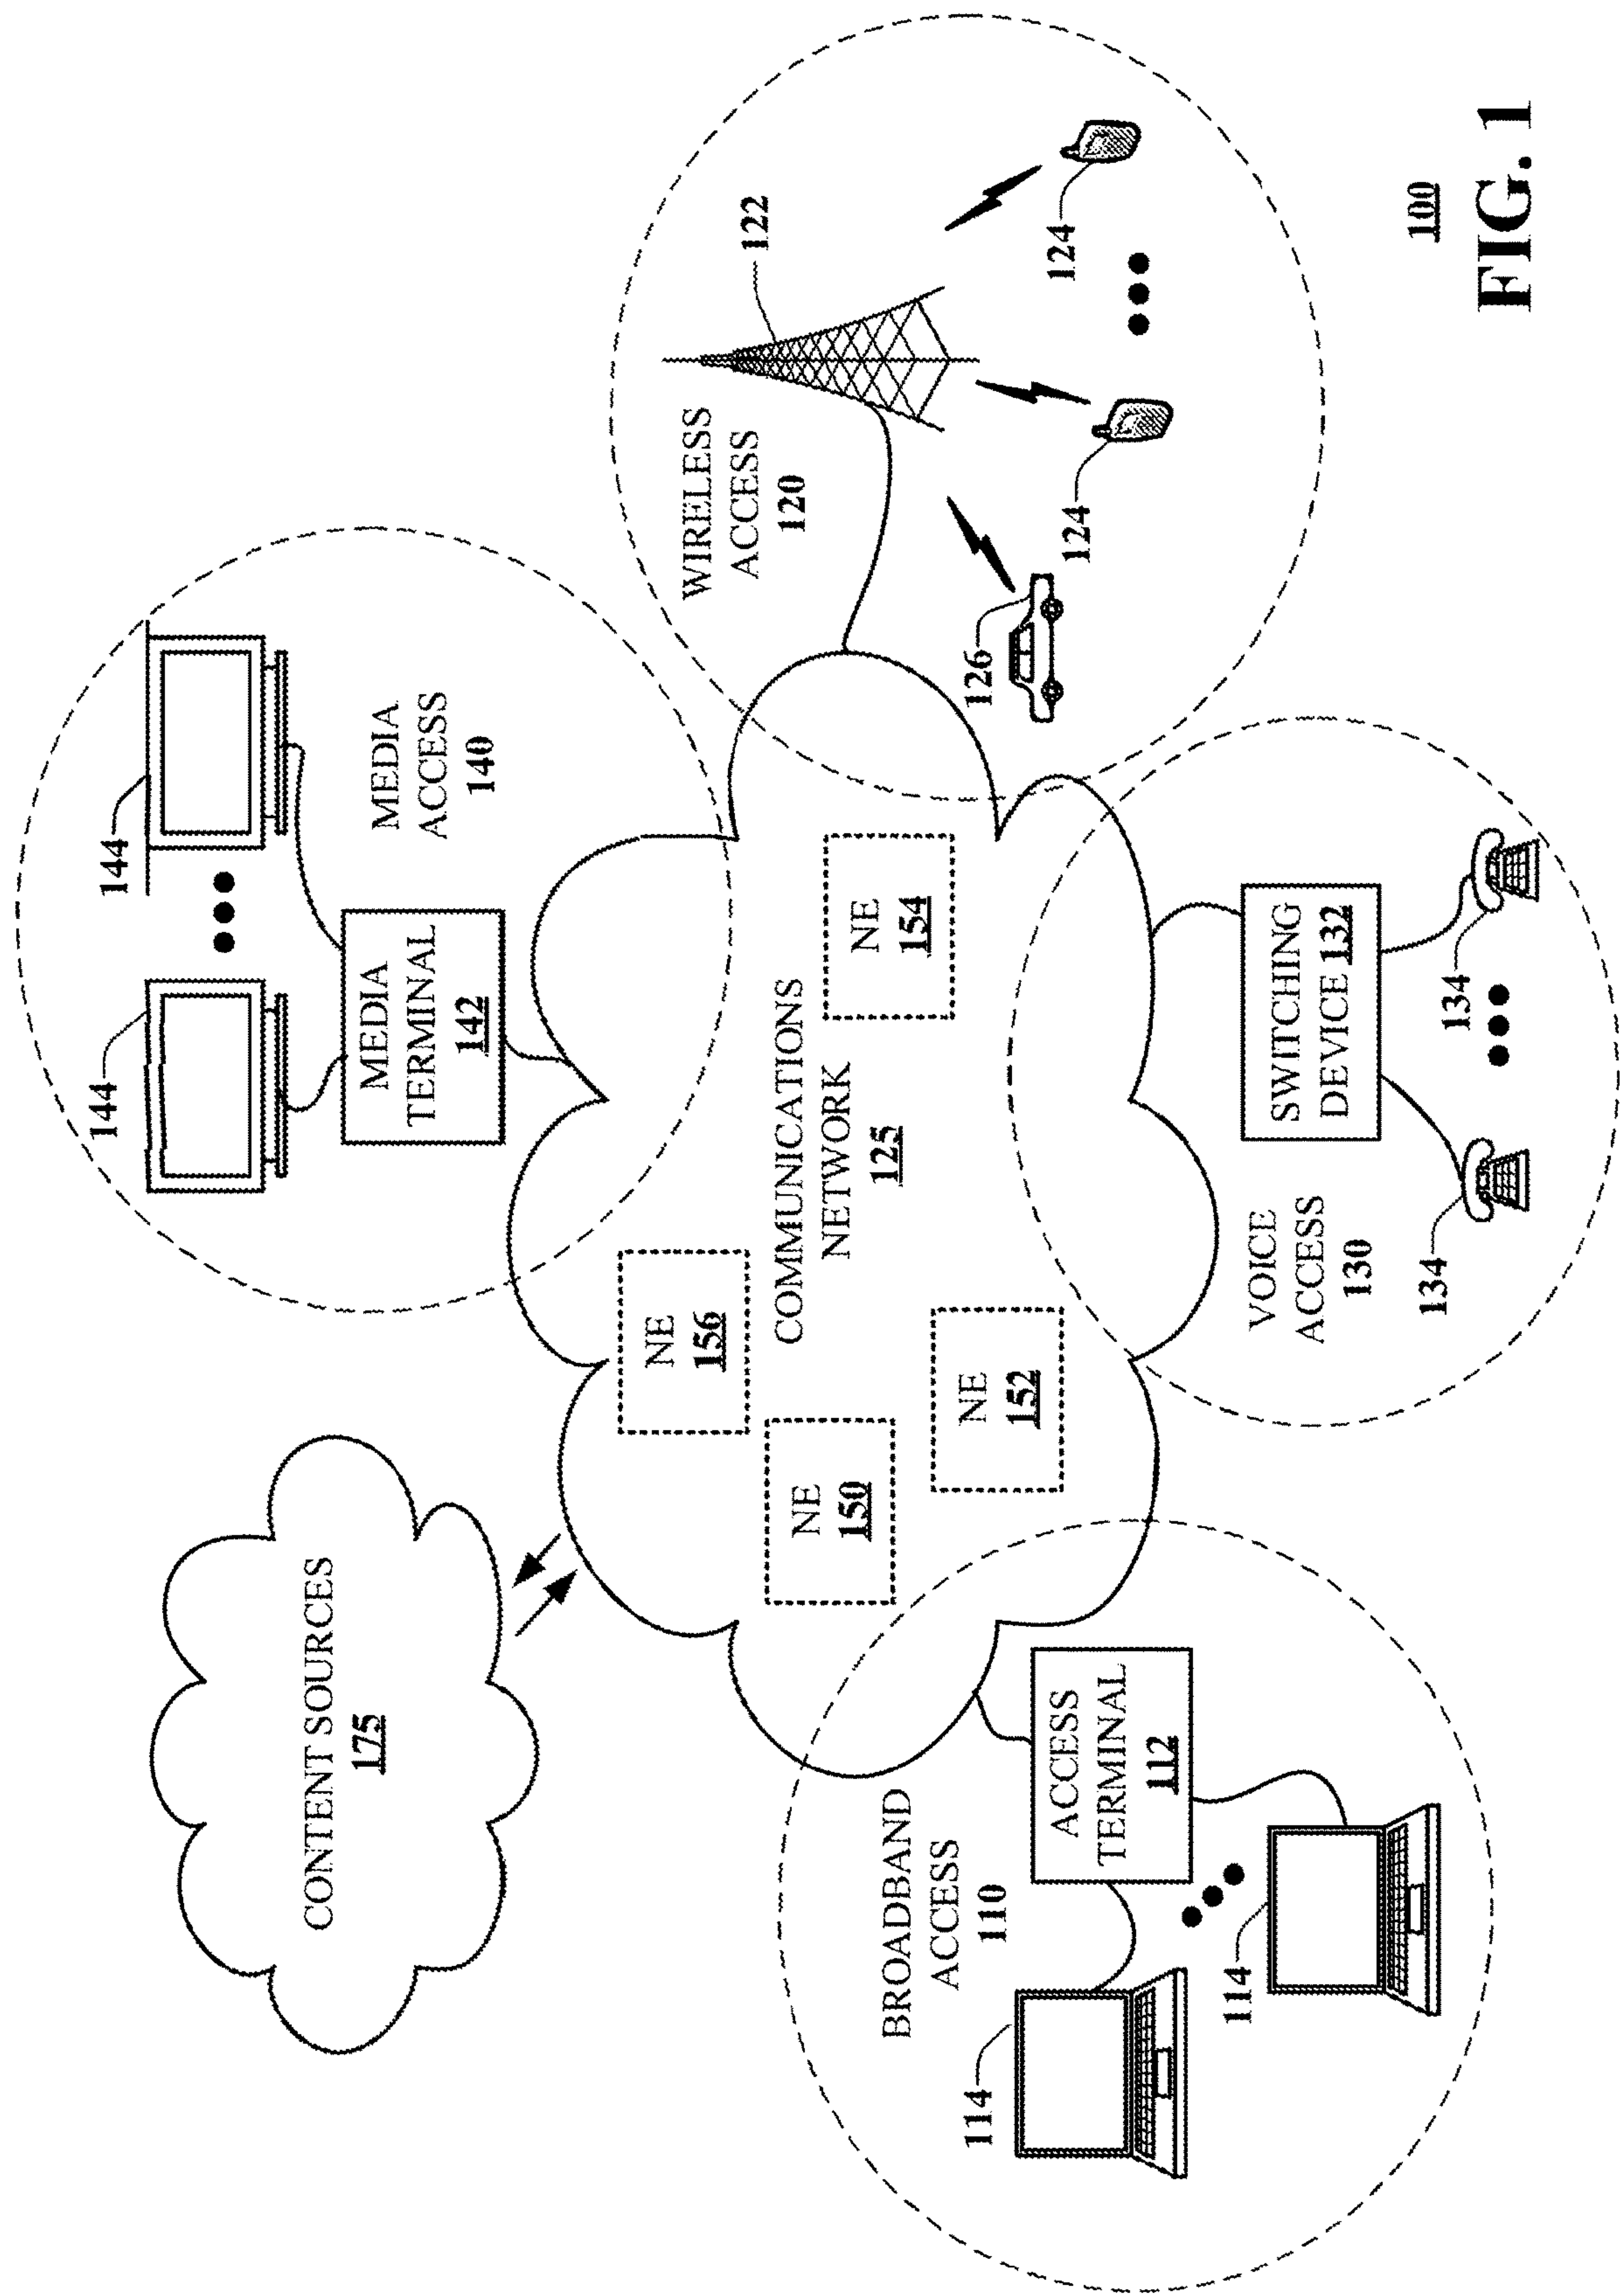 144
144
MEDIA
TERMINAL
142
MEDIA
ACCESS
140
CONTENT SOURCES
175
WIRELESS
ACCESS
120
122
124
124
126
NE
156
NE
150
NE
152
NE
154
COMMUNICATIONS
NETWORK
125
BROADBAND
ACCESS
110
ACCESS
TERMINAL
112
114
114
VOICE
ACCESS
130
SWITCHING
DEVICE 132
134
134
100
FIG. 1